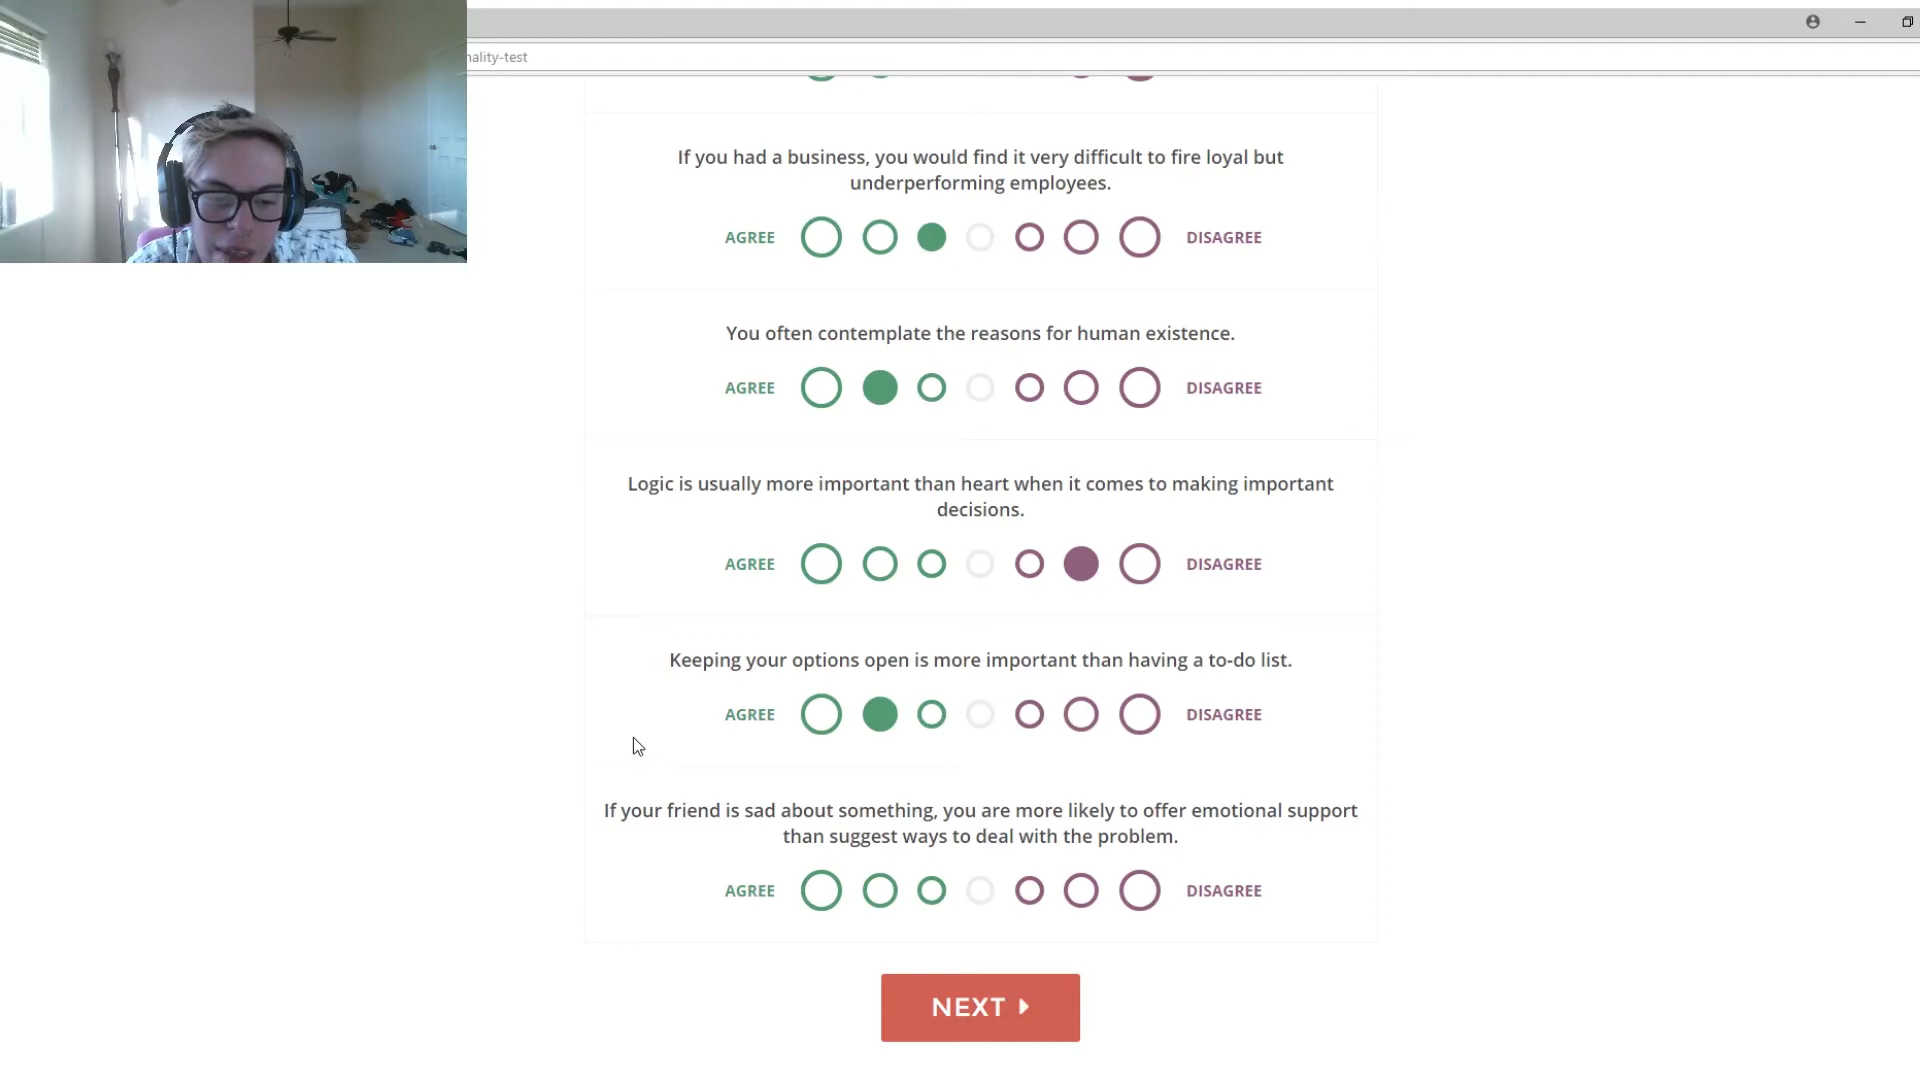 nality-test
If you had a business, you would find it very difficult to fire loyal but
underperforming employees.
AGREE DISAGREE
You often contemplate the reasons for human existence.
AGREE DISAGREE
Logic is usually more important than heart when it comes to making important
decisions.
AGREE DISAGREE
Keeping your options open is more important than having a to-do list.
AGREE DISAGREE
If your friend is sad about something, you are more likely to offer emotional support
than suggest ways to deal with the problem.
AGREE DISAGREE
NEXT